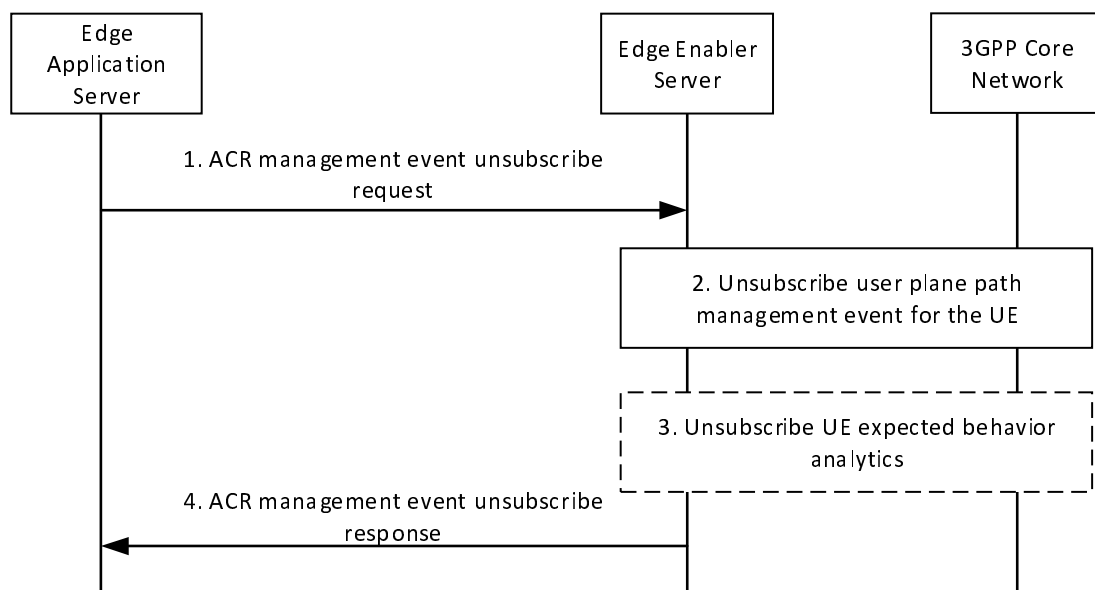 Edge
Application
Server
Edge Enabler
Server
3GPP Core
Network
1. ACR management event unsubscribe
request
2. Unsubscribe user plane path
management event for the UE
3. Unsubscribe UE expected behavior
analytics
4. ACR management event unsubscribe
response